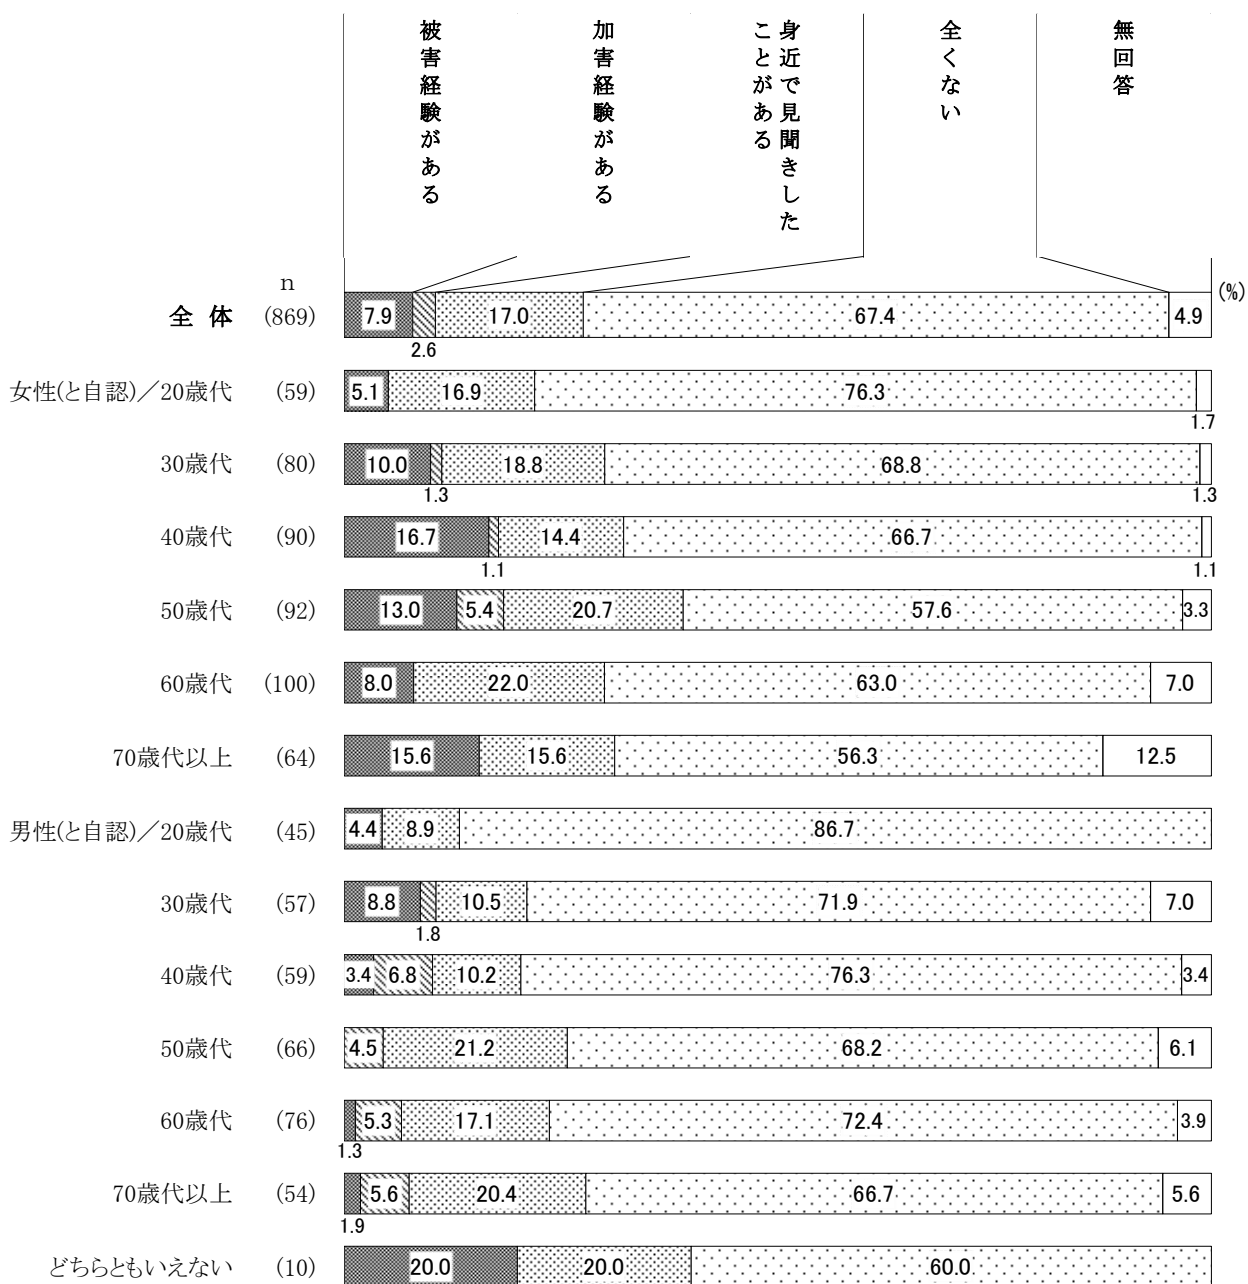 被害経験がある
加害経験がある
身近で見聞きした
ことがある
全くない
無回答
n
(%)
全 体 (869) 7.9 2.6 17.0 67.4 4.9
女性(と自認)／20歳代 (59) 5.1 16.9 76.3 1.7
30歳代 (80) 10.0 1.3 18.8 68.8 1.3
40歳代 (90) 16.7 1.1 14.4 66.7 1.1
50歳代 (92) 13.0 5.4 20.7 57.6 3.3
60歳代 (100) 8.0 22.0 63.0 7.0
70歳代以上 (64) 15.6 15.6 56.3 12.5
男性(と自認)／20歳代 (45) 4.4 8.9 86.7
30歳代 (57) 8.8 1.8 10.5 71.9 7.0
40歳代 (59) 3.4 6.8 10.2 76.3 3.4
50歳代 (66) 4.5 21.2 68.2 6.1
60歳代 (76) 1.3 5.3 17.1 72.4 3.9
70歳代以上 (54) 1.9 5.6 20.4 66.7 5.6
どちらともいえない (10) 20.0 20.0 60.0